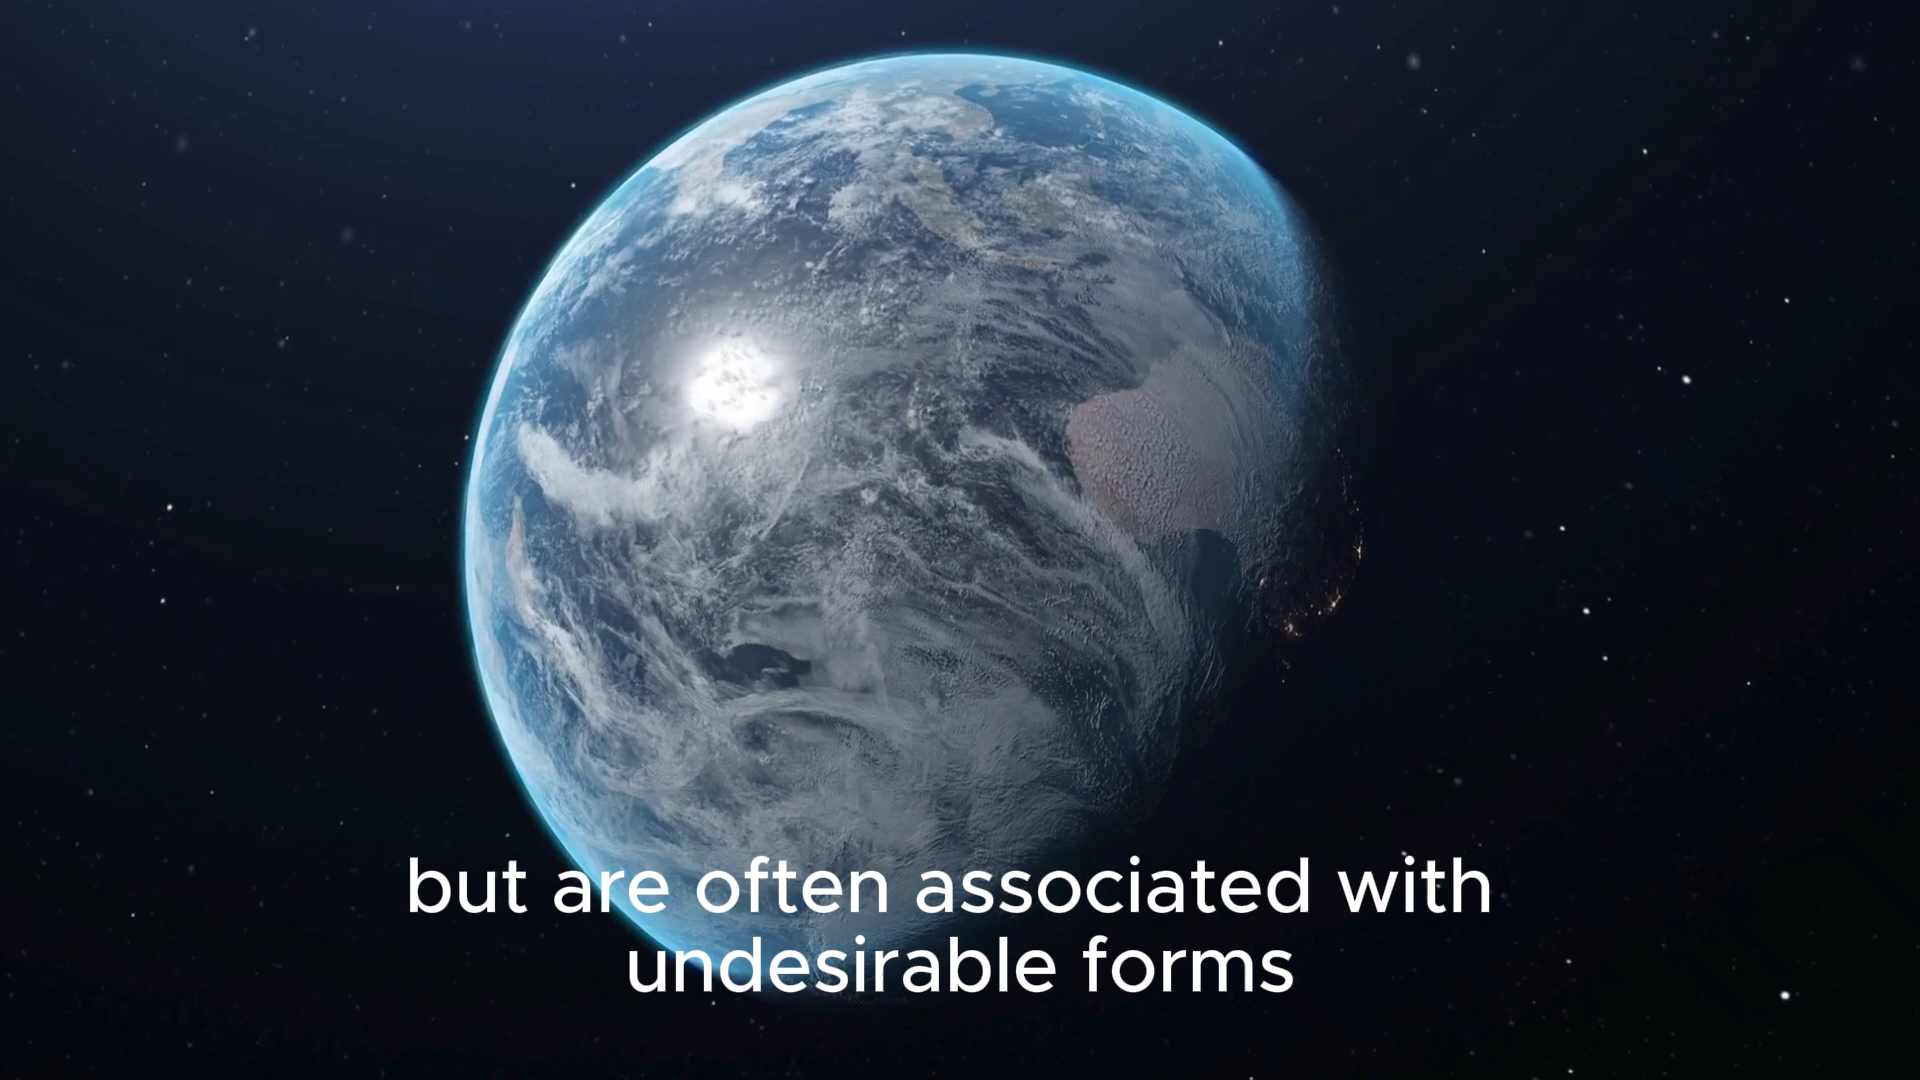 but are often associated with
undesirable forms